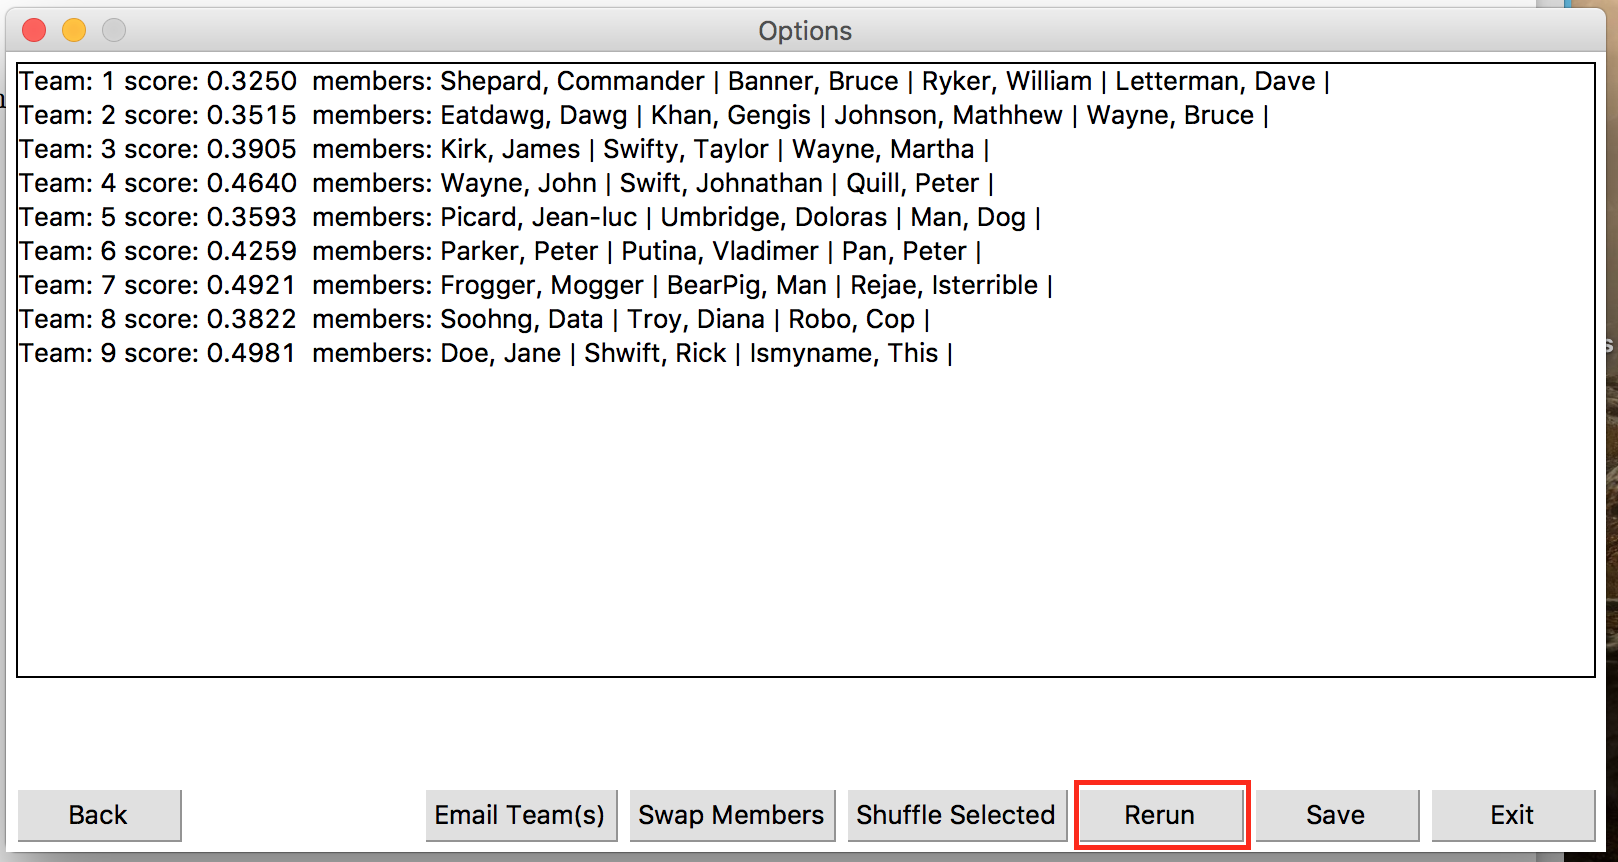 Options
Team: 1 score: 0.3250 members: Shepard, Commander | Banner, Bruce | Ryker, William | Letterman, Dave |
Team: 2 score: 0.3515 members: Eatdawg, Dawg | Khan, Gengis | Johnson, Mathhew | Wayne, Bruce |
Team: 3 score: 0.3905 members: Kirk, James | Swifty, Taylor | Wayne, Martha |
Team: 4 score: 0.4640 members: Wayne, John | Swift, Johnathan | Quill, Peter |
Team: 5 score: 0.3593 members: Picard, Jean-luc | Umbridge, Doloras | Man, Dog |
Team: 6 score: 0.4259 members: Parker, Peter | Putina, Vladimer | Pan, Peter |
Team: 7 score: 0.4921 members: Frogger, Mogger | BearPig, Man | Rejae, Isterrible |
Team: 8 score: 0.3822 members: Soohng, Data | Troy, Diana | Robo, Cop |
Team: 9 score: 0.4981 members: Doe, Jane | Shwift, Rick | Ismyname, This |
Back Email Team(s) Swap Members Shuffle Selected Rerun Save Exit